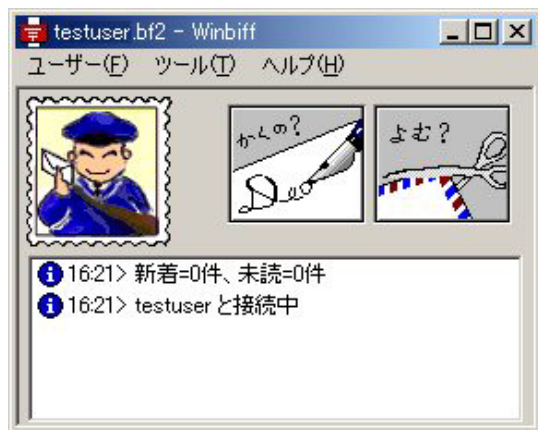 testuser.bf2 - Winbiff
ユーザー(F) ツール(T) ヘルプ(H)
かくの?
よむ?
Dea
16:21> 新着=0件、未読=0件
16:21> testuser と接続中